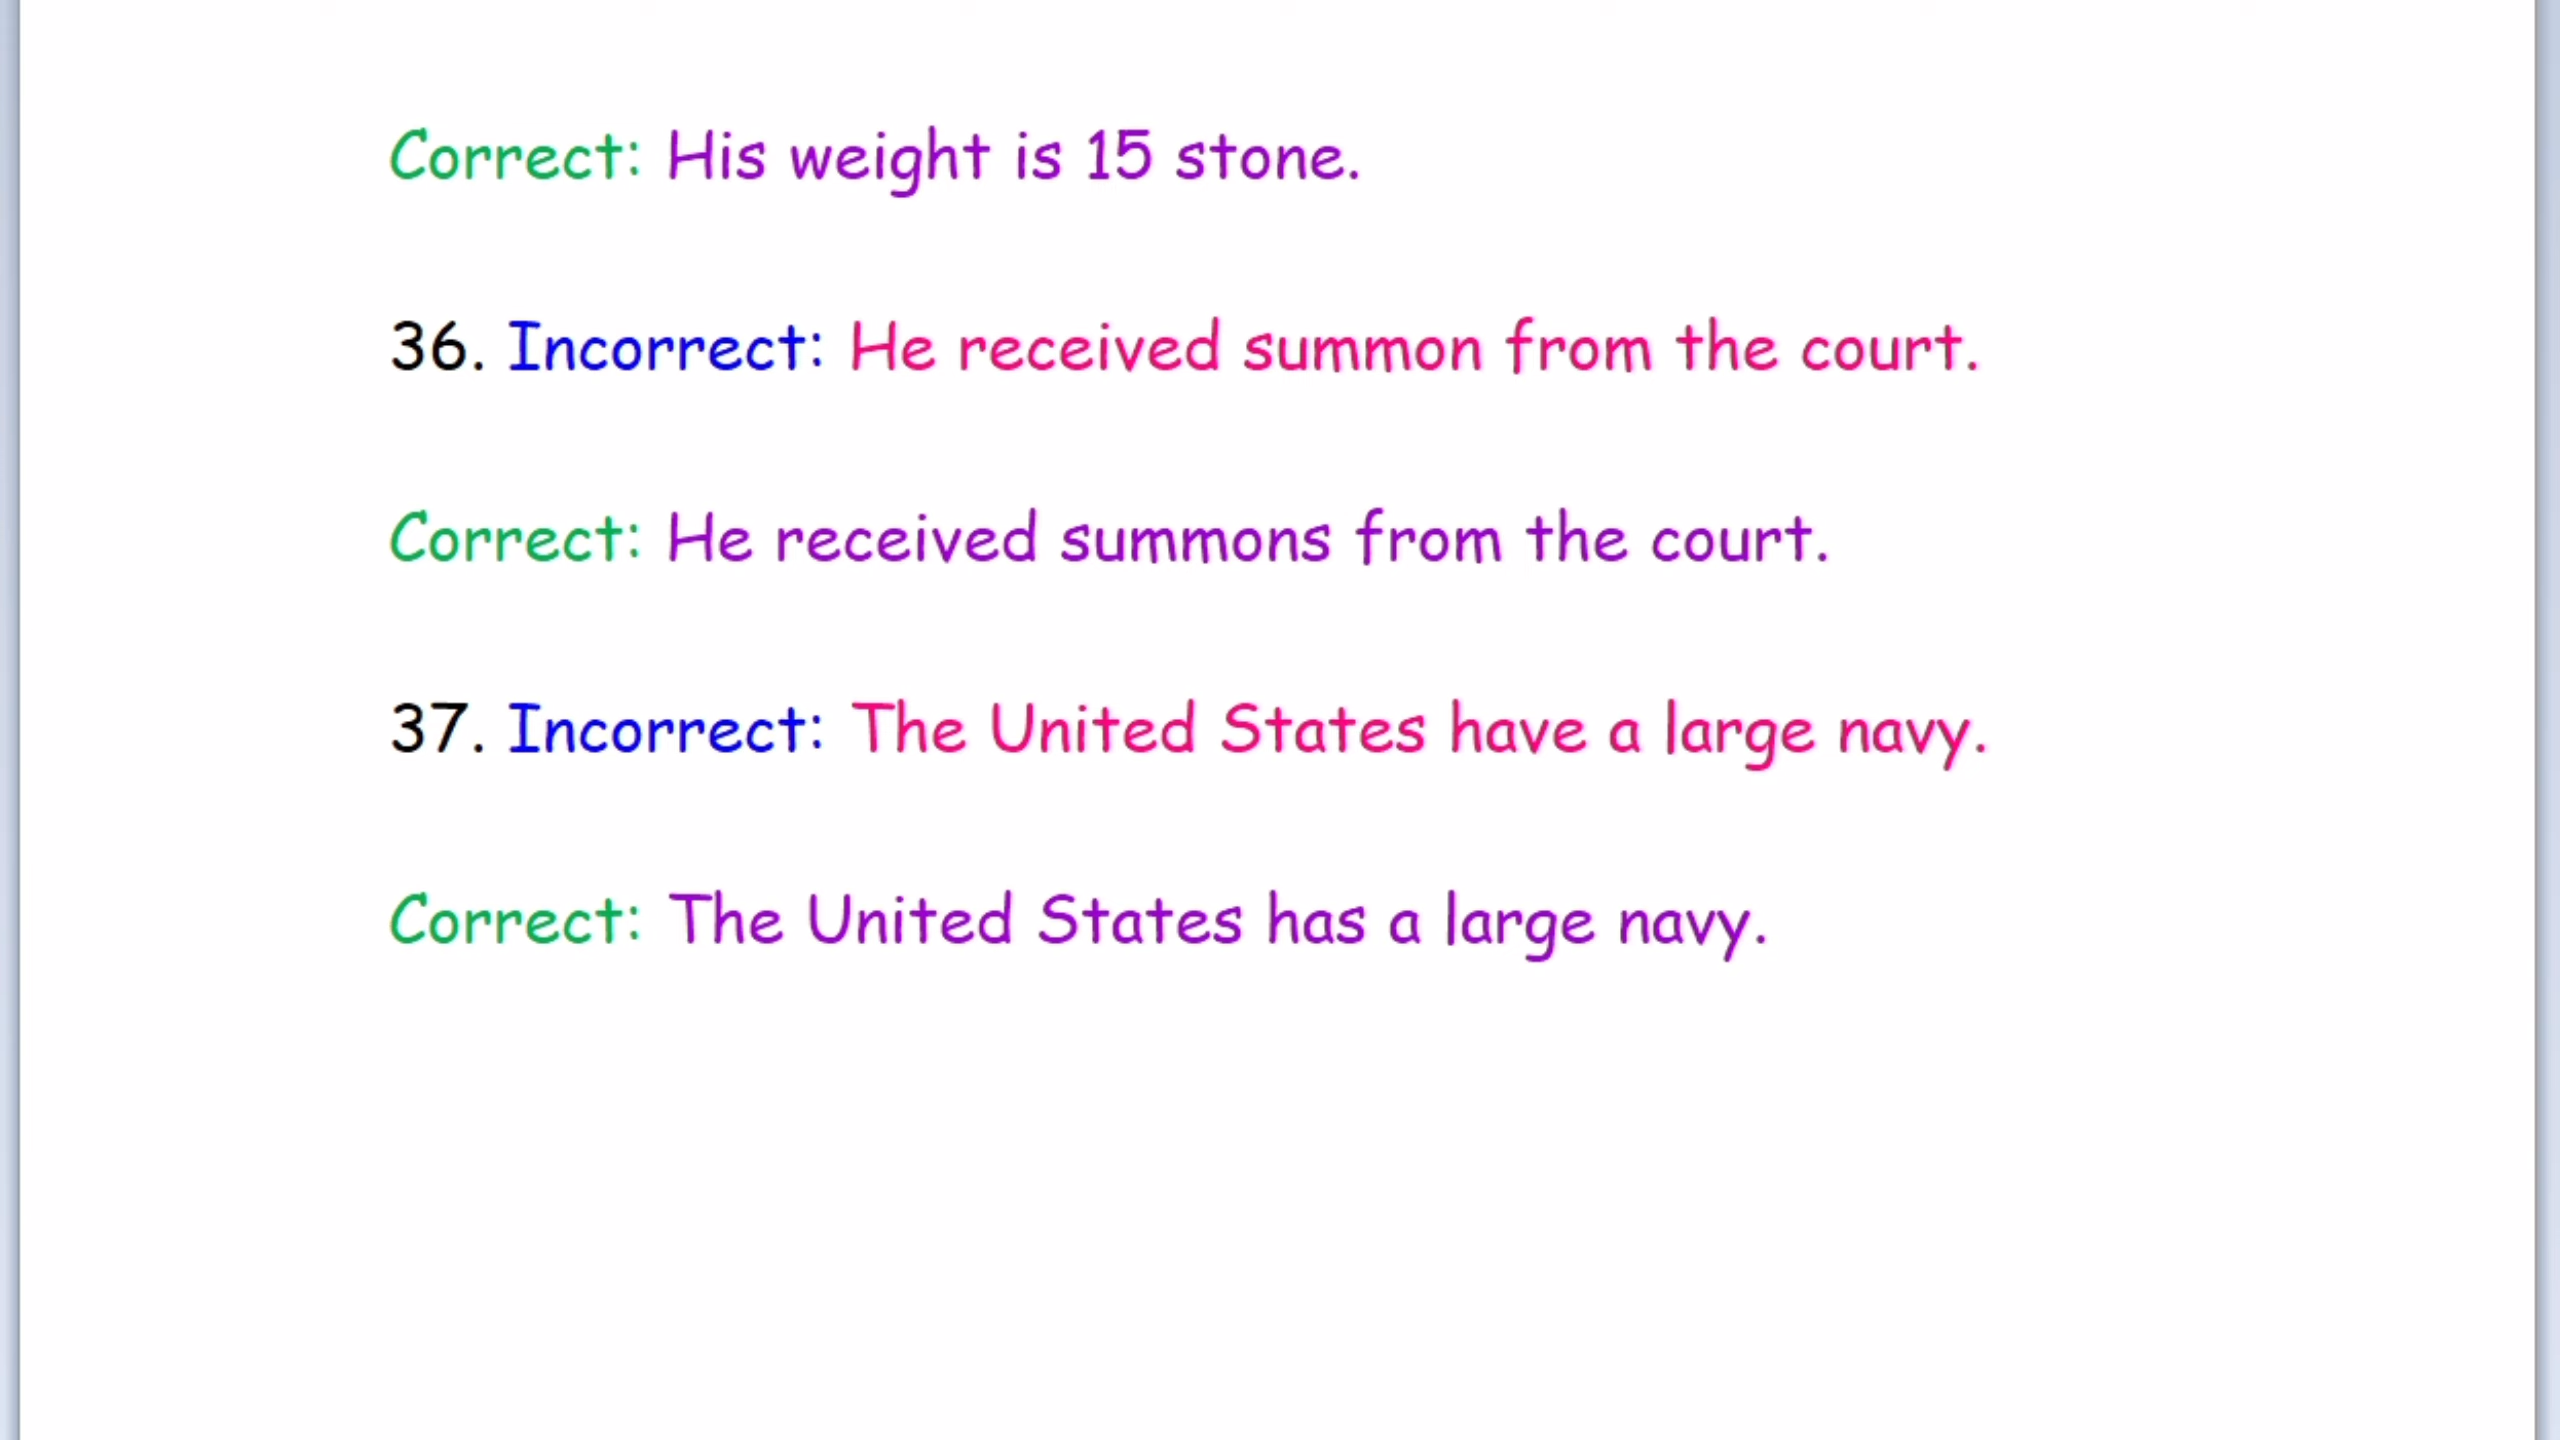 Correct: His weight is 15 stone.
36. Incorrect: He received summon from the court.
Correct: He received summons from the court.
37. Incorrect: The United States have a large navy.
Correct: The United States has a large navy.